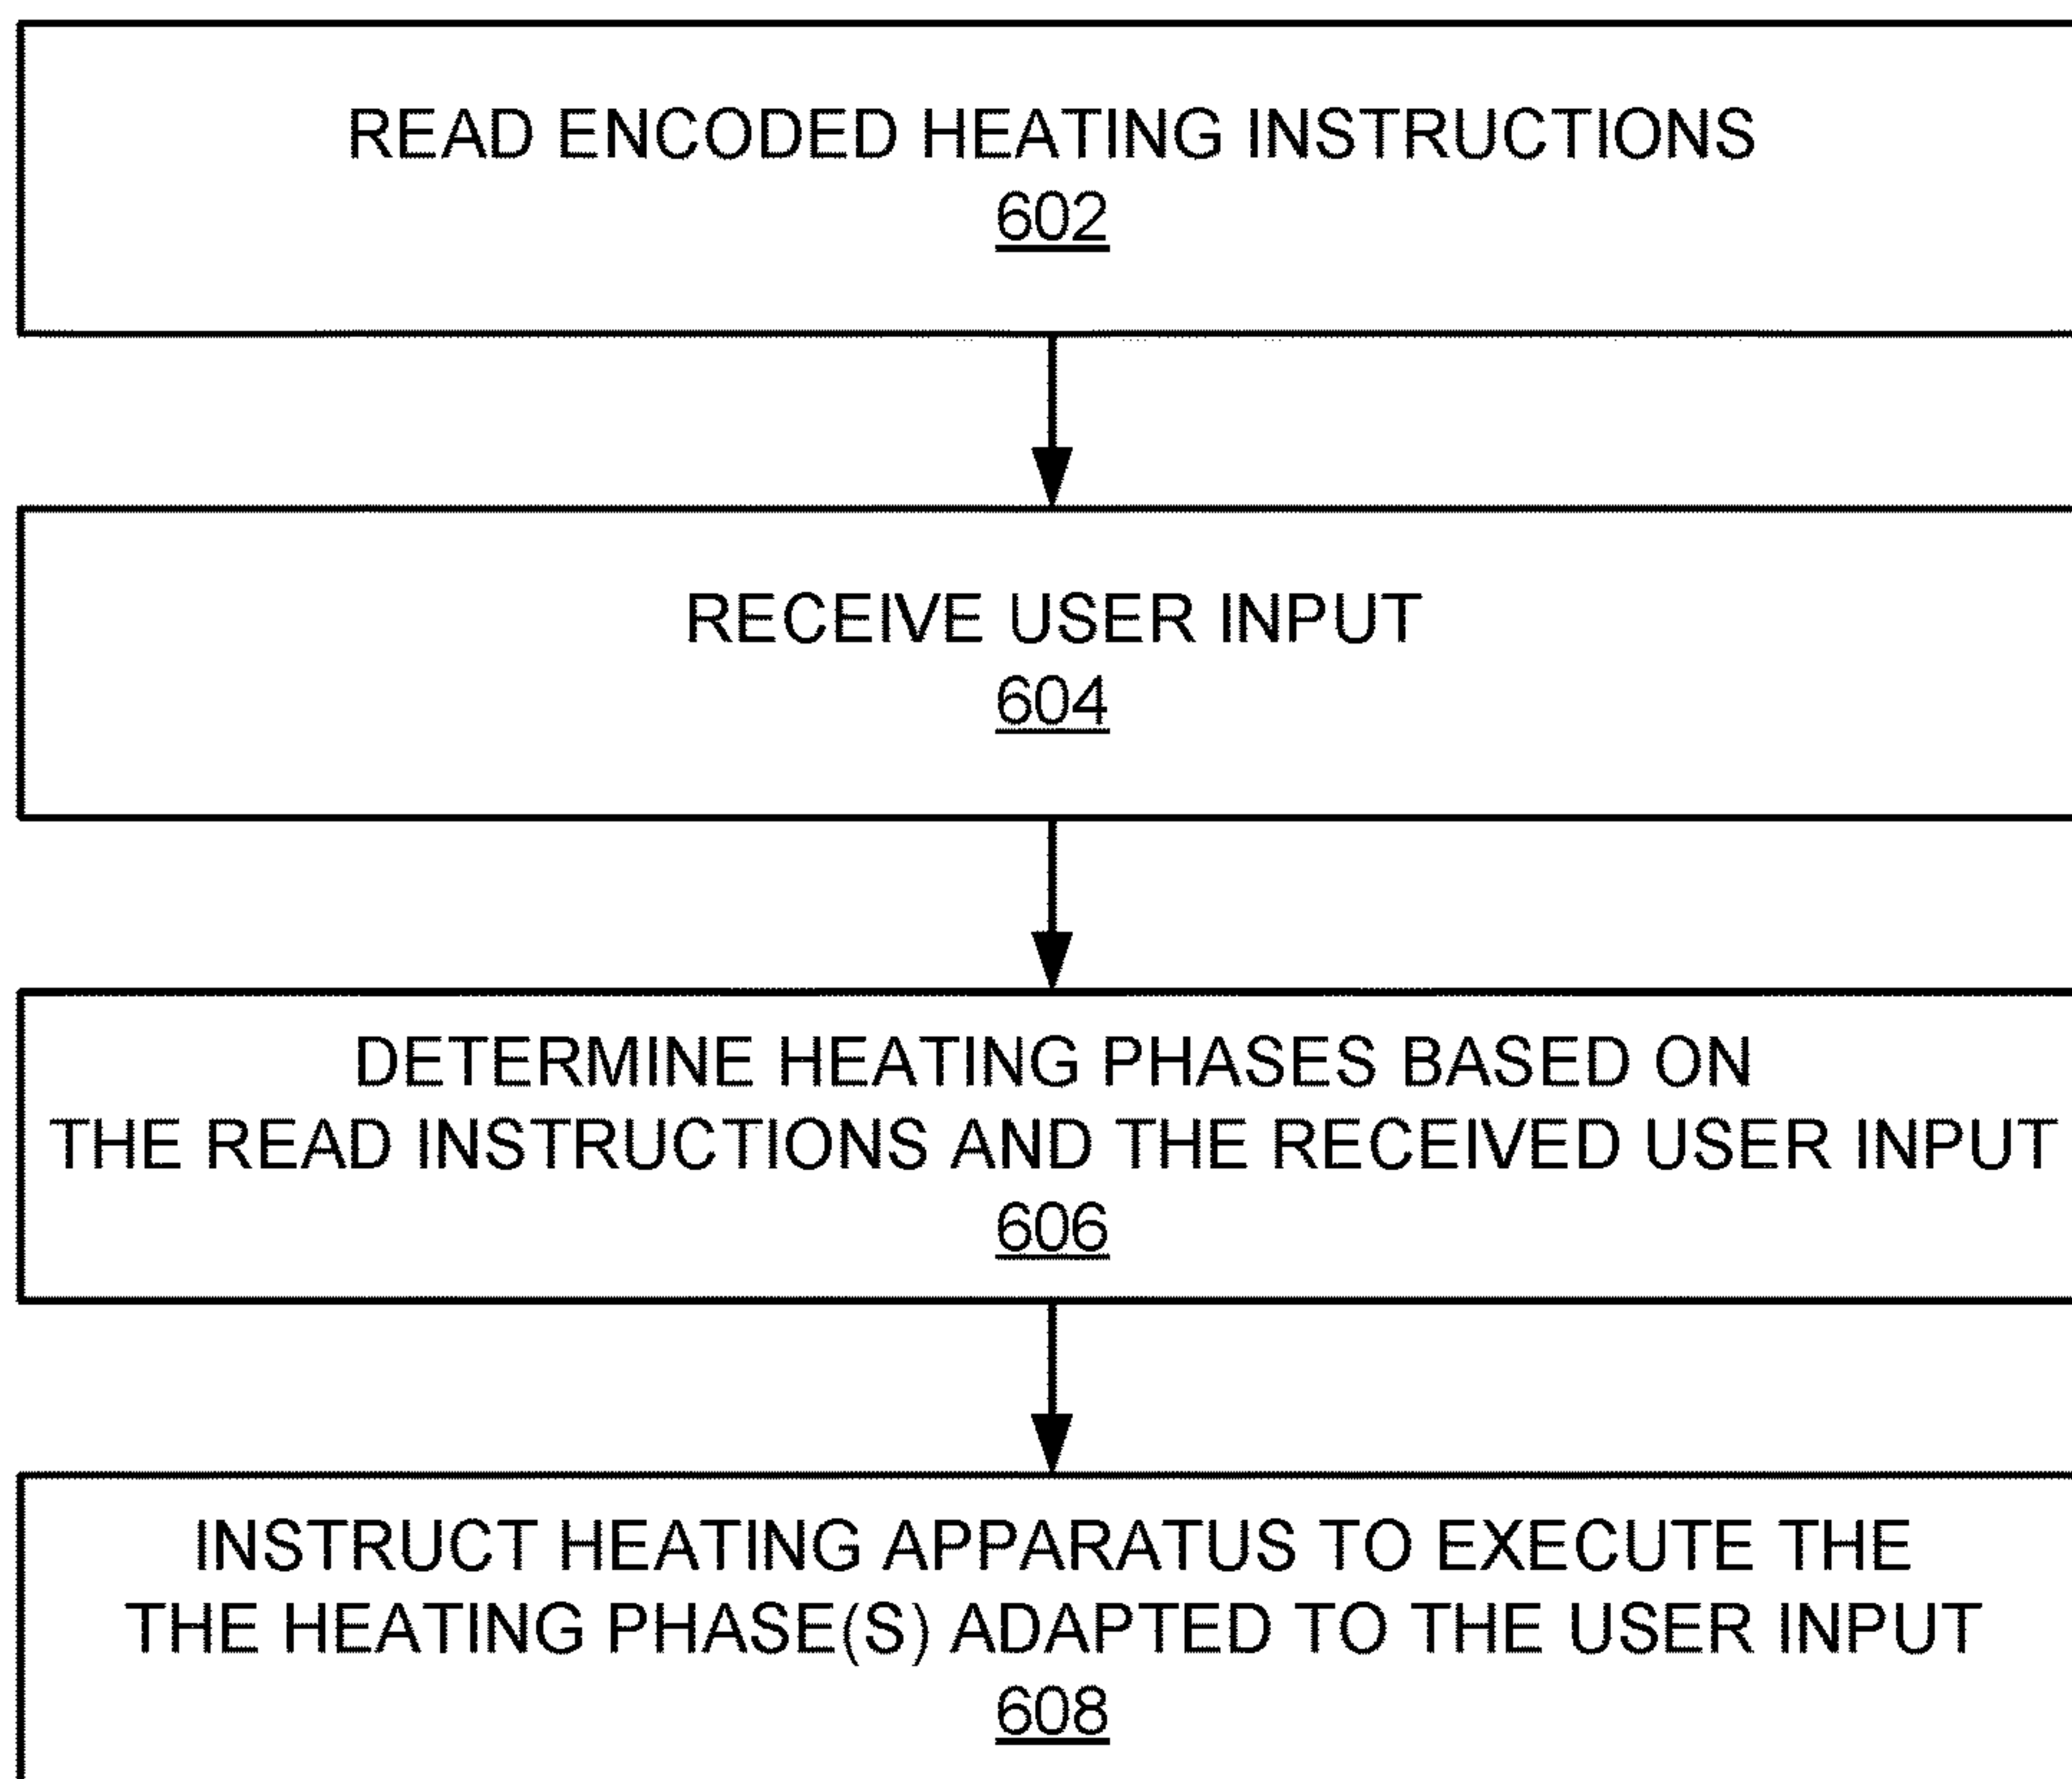 READ ENCODED HEATING INSTRUCTIONS
602
RECEIVE USER INPUT
604
DETERMINE HEATING PHASES BASED ON
THE READ INSTRUCTIONS AND THE RECEIVED USER INPUT
606
INSTRUCT HEATING APPARATUS TO EXECUTE THE
THE HEATING PHASE(S) ADAPTED TO THE USER INPUT
608